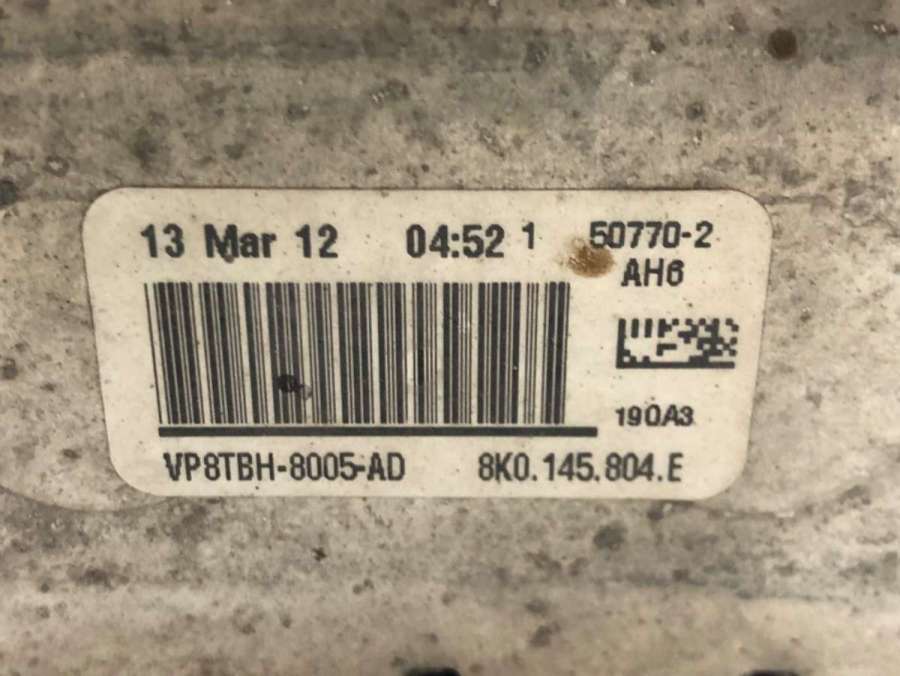 13 Mar 12 04:52 1 50770-2
AH6
190A3
VP8TBH-8005-AD 8K0.145.804.E